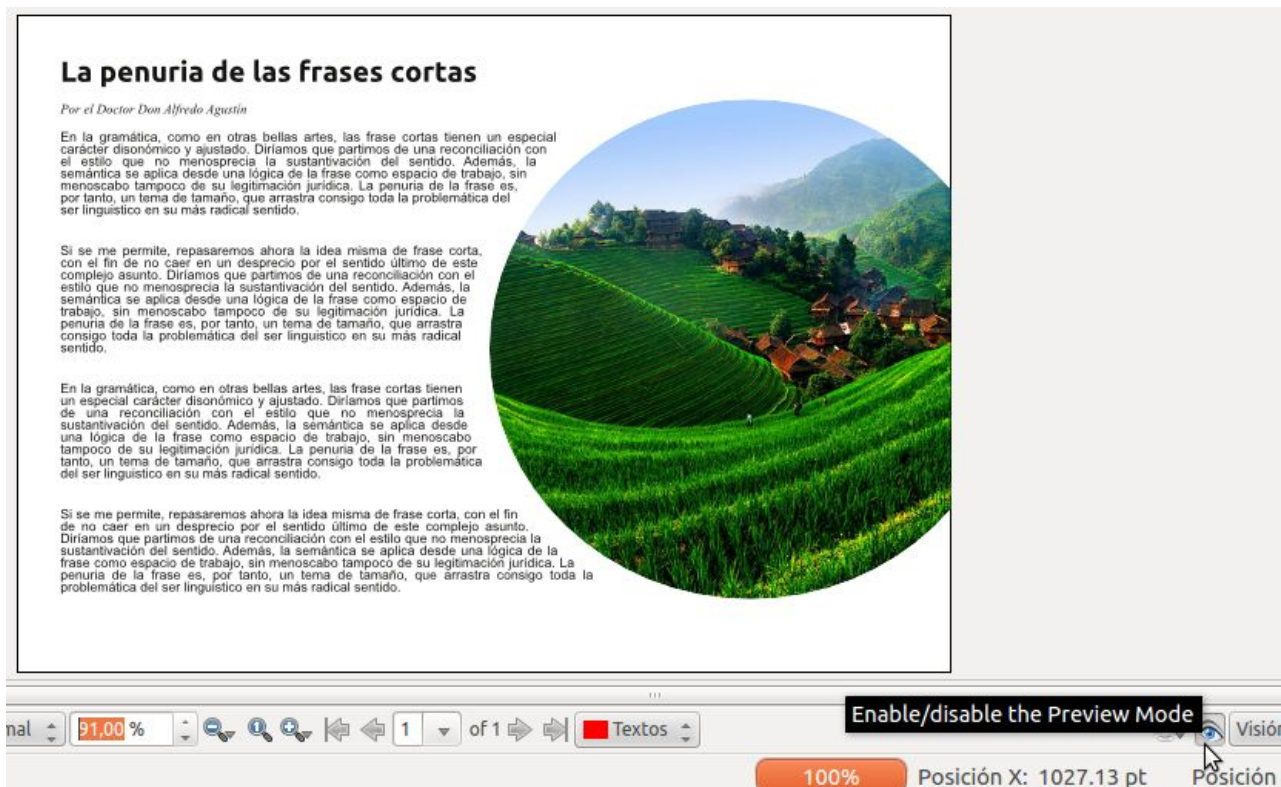 La penuria de las frases cortas
Por el Doctor Don Alfredo Agustín
En la gramática, como en otras bellas artes, las frase cortas tienen un especial
carácter disonómico y ajustado. Diríamos que partimos de una reconciliación con
el estilo que no menosprecia la sustantivación del sentido. Además, la
semántica se aplica desde una lógica de la frase como espacio de trabajo, sin
menoscabo tampoco de su legitimación jurídica. La penuria de la frase es,
por tanto, un tema de tamaño, que arrastra consigo toda la problemática del
ser linguistico en su más radical sentido.
Si se me permite, repasaremos ahora la idea misma de frase corta,
con el fin de no caer en un desprecio por el sentido último de este
complejo asunto. Diríamos que partimos de una reconciliación con el
estilo que no menosprecia la sustantivación del sentido. Además, la
semántica se aplica desde una lógica de la frase como espacio de
trabajo, sin menoscabo tampoco de su legitimación jurídica. La
penuria de la frase es, por tanto, un tema de tamaño, que arrastra
consigo toda la problemática del ser linguistico en su más radical
sentido.
En la gramática, como en otras bellas artes, las frase cortas tienen
un especial carácter disonómico y ajustado. Diríamos que partimos
de una reconciliación con el estilo que no menosprecia la
sustantivación del sentido. Además, la semántica se aplica desde
una lógica de la frase como espacio de trabajo, sin menoscabo
tampoco de su legitimación jurídica. La penuria de la frase es, por
tanto, un tema de tamaño, que arrastra consigo toda la problemática
del ser linguistico en su más radical sentido.
Si se me permite, repasaremos ahora la idea misma de frase corta, con el fin
de no caer en un desprecio por el sentido último de este complejo asunto.
Diríamos que partimos de una reconciliación con el estilo que no menosprecia la
sustantivación del sentido. Además, la semántica se aplica desde una lógica de la
frase como espacio de trabajo, sin menoscabo tampoco de su legitimación jurídica. La
penuria de la frase es, por tanto, un tema de tamaño, que arrastra consigo toda la
problemática del ser linguistico en su más radical sentido.
Enable/disable the Preview Mode
mal 91,00 % 1 of 1 Textos Visión
100% Posición X: 1027.13 pt Posición